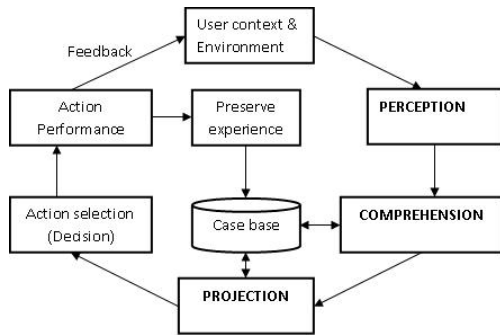 User context &
Environment
Feedback
Action
Performance
Preserve
experience
PERCEPTION
Action selection
(Decision)
Case base
COMPREHENSION
PROJECTION